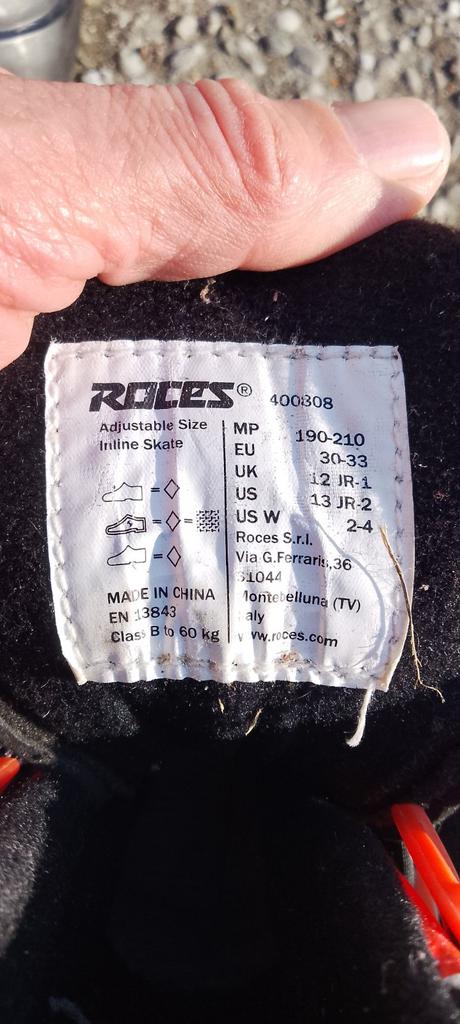 ROCES® 400808
Adjustable Size
Inline Skate
MP 190-210
EU 30-33
UK 12 JR-1
US 13 JR-2
US W 2-4
= ◇
= ◇ =
= ◇
MADE IN CHINA
EN 13843
Class B to 60 kg
Roces S.r.l.
Via G.Ferraris,36
31044
Montebelluna (TV)
Italy
www.roces.com